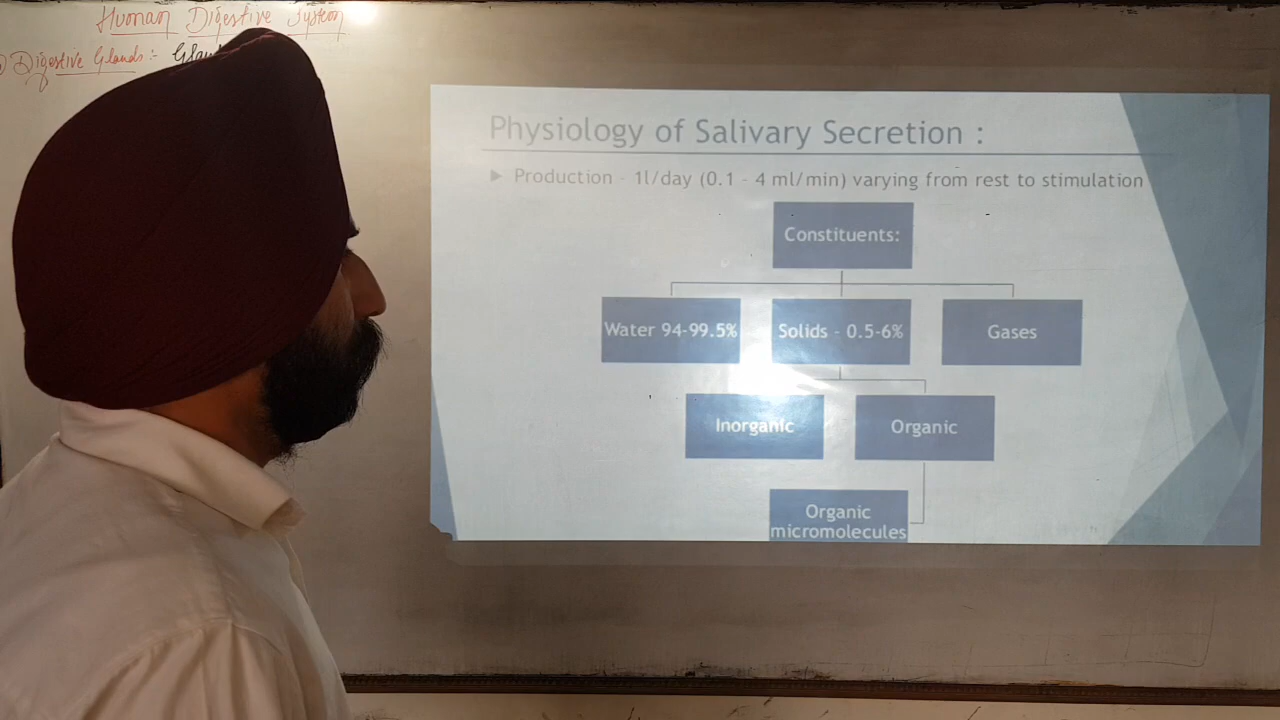 Human Digestive System
Digestive Glands :-
Physiology of Salivary Secretion :
Production - 1l/day (0.1 - 4 ml/min) varying from rest to stimulation
Constituents:
Water 94-99.5%
Solids - 0.5-6%
Gases
Inorganic
Organic
Organic
micromolecules